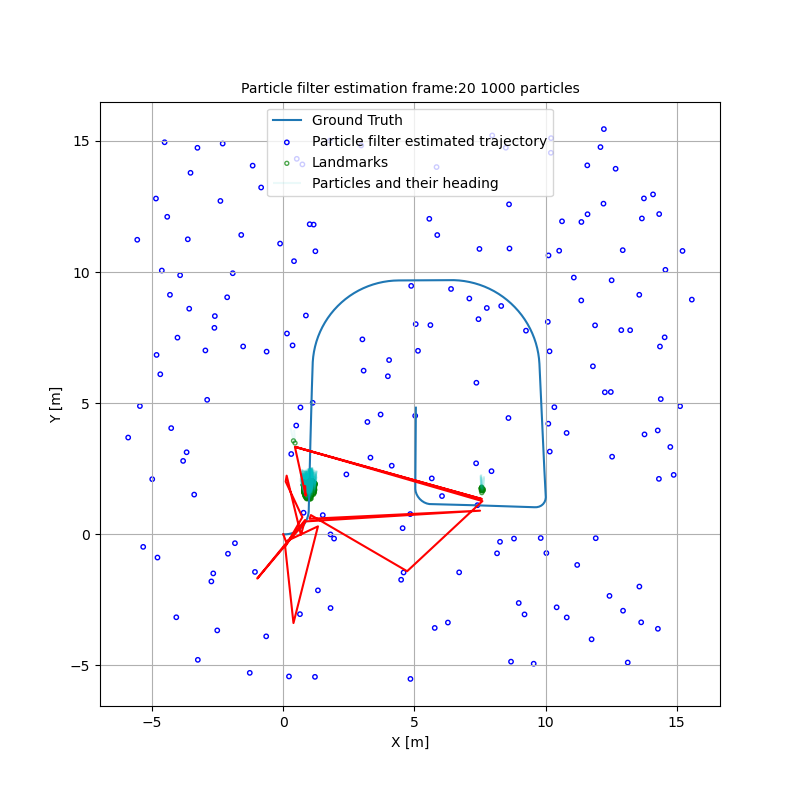 Particle filter estimation frame:20 1000 particles
Ground Truth
Particle filter estimated trajectory
Landmarks
Particles and their heading
15
10
5
0
−5
Y [m]
−5 0 5 10 15
X [m]